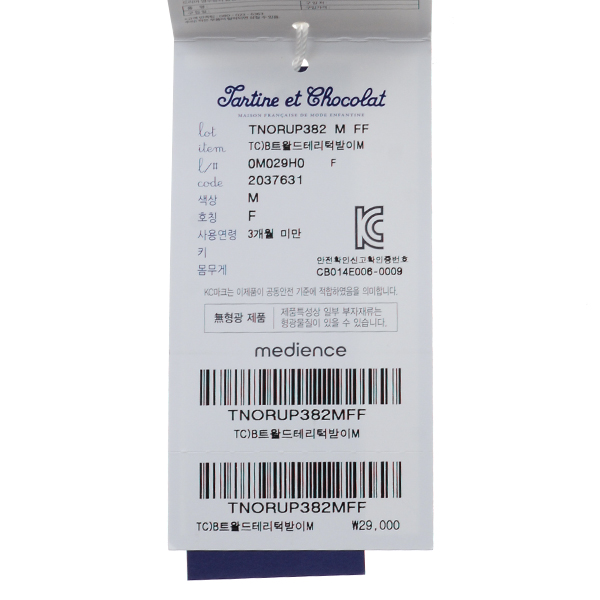 Tartine et Chocolat
MAISON FRANÇAISE DE MODE ENFANTINE
lot TNORUP382 M FF
item TC)B트왈드테리턱받이M
l/II 0M029H0 F
code 2037631
색상 M
호칭 F
사용연령 3개월 미만
키
몸무게
안전확인신고확인증번호
CB014E006-0009
KC마크는 이제품이 공동안전 기준에 적합하였음을 의미합니다.
無형광 제품
제품특성상 일부 부자재류는
형광물질이 있을 수 있습니다.
medience
TNORUP382MFF
TC)B트왈드테리턱받이M
TNORUP382MFF
TC)B트왈드테리턱받이M ₩29,000